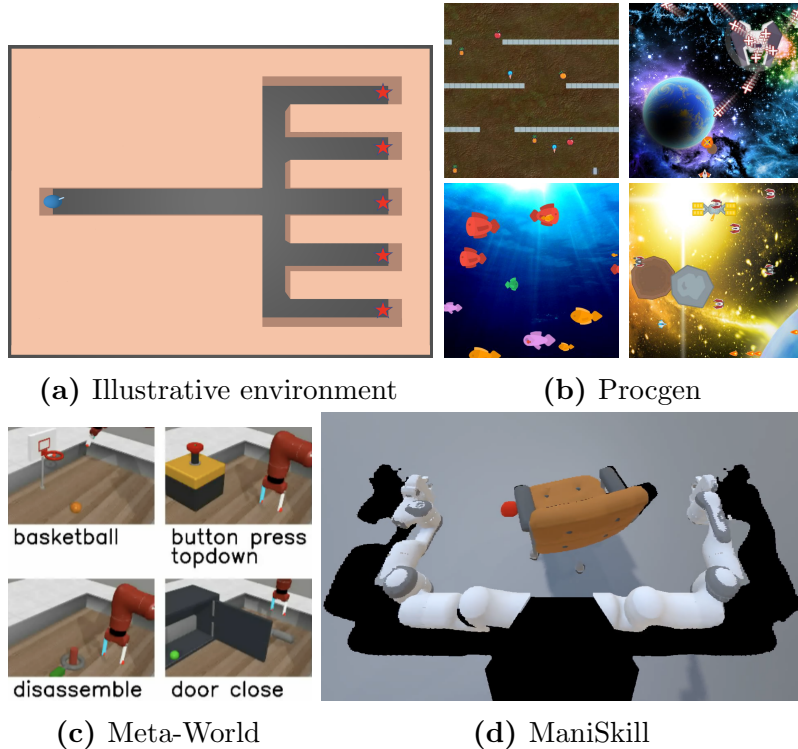 (a) Illustrative environment
(b) Procgen
basketball
button press
topdown
disassemble
door close
(c) Meta-World
(d) ManiSkill